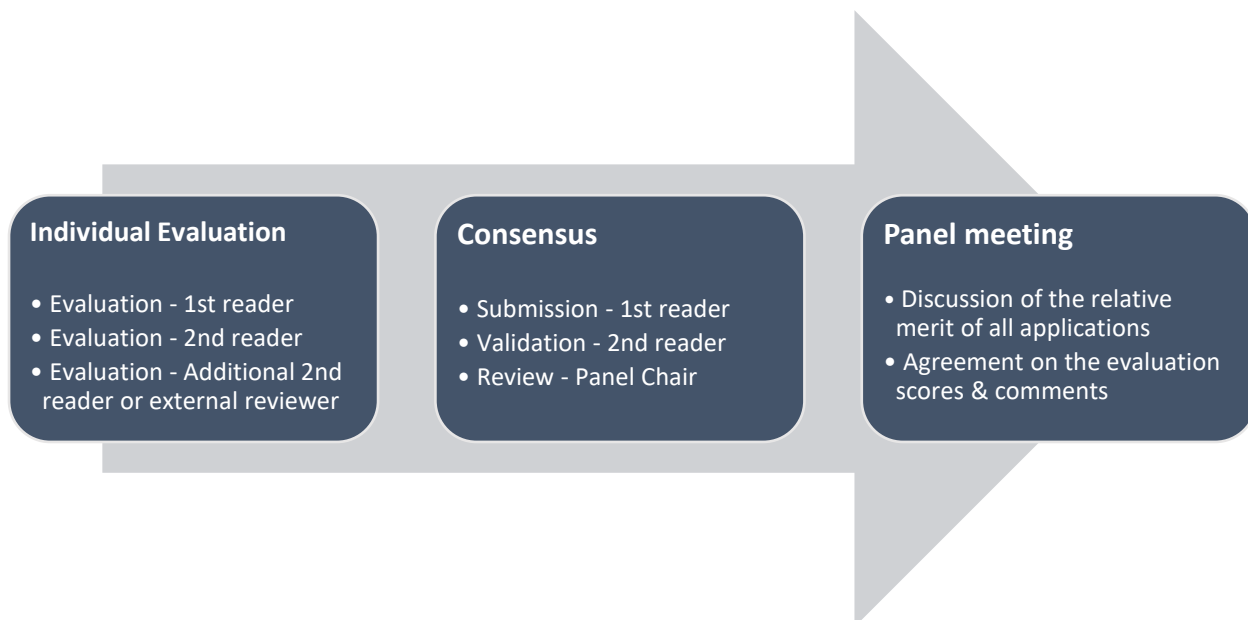 Individual Evaluation
• Evaluation - 1st reader
• Evaluation - 2nd reader
• Evaluation - Additional 2nd
reader or external reviewer
Consensus
• Submission - 1st reader
• Validation - 2nd reader
• Review - Panel Chair
Panel meeting
• Discussion of the relative
merit of all applications
• Agreement on the evaluation
scores & comments